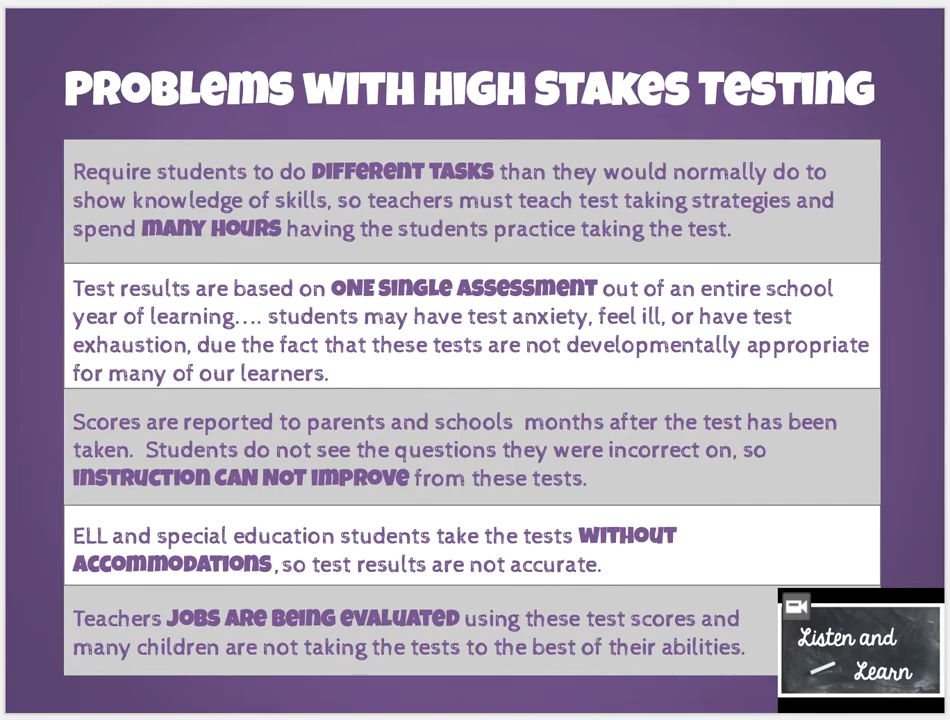 PROBLEMS WITH HIGH STAKES TESTING
Require students to do DIFFERENT TASKS than they would normally do to
show knowledge of skills, so teachers must teach test taking strategies and
spend MANY HOURS having the students practice taking the test.
Test results are based on ONE SINGLE ASSESSMENT out of an entire school
year of learning.... students may have test anxiety, feel ill, or have test
exhaustion, due the fact that these tests are not developmentally appropriate
for many of our learners.
Scores are reported to parents and schools months after the test has been
taken. Students do not see the questions they were incorrect on, so
INSTRUCTION CAN NOT IMPROVE from these tests.
ELL and special education students take the tests WITHOUT
ACCOMMODATIONS, so test results are not accurate.
Teachers JOBS ARE BEING EVALUATED using these test scores and
many children are not taking the tests to the best of their abilities.
Listen and
Learn